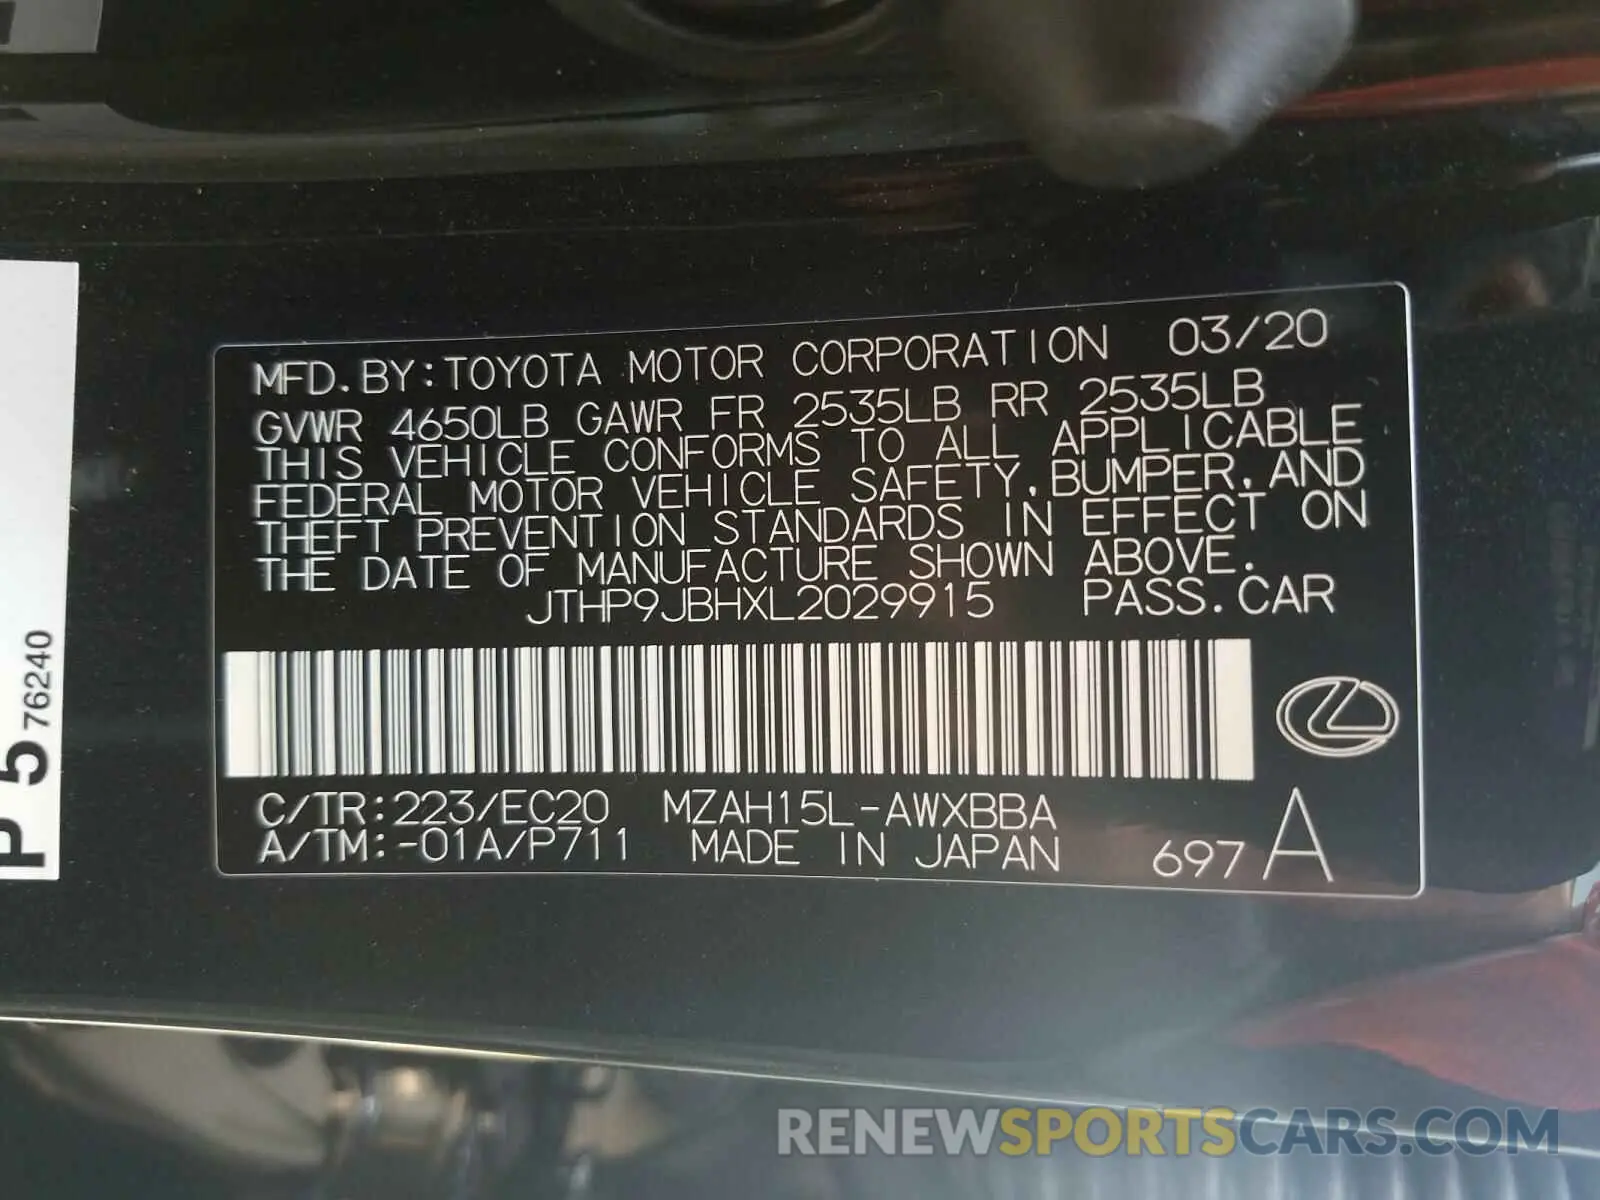 MFD. BY: TOYOTA MOTOR CORPORATION 03/20
GVWR 4650LB GAWR FR 2535LB RR 2535LB
THIS VEHICLE CONFORMS TO ALL APPLICABLE
FEDERAL MOTOR VEHICLE SAFETY, BUMPER, AND
THEFT PREVENTION STANDARDS IN EFFECT ON
THE DATE OF MANUFACTURE SHOWN ABOVE.
JTHP9JBHXL2029915 PASS. CAR
C/TR: 223/EC20 MZAH15L-AWXBBA
A/TM: -01A/P711 MADE IN JAPAN 697 A
P 5 76240
RENEWSPORTSCARS.COM